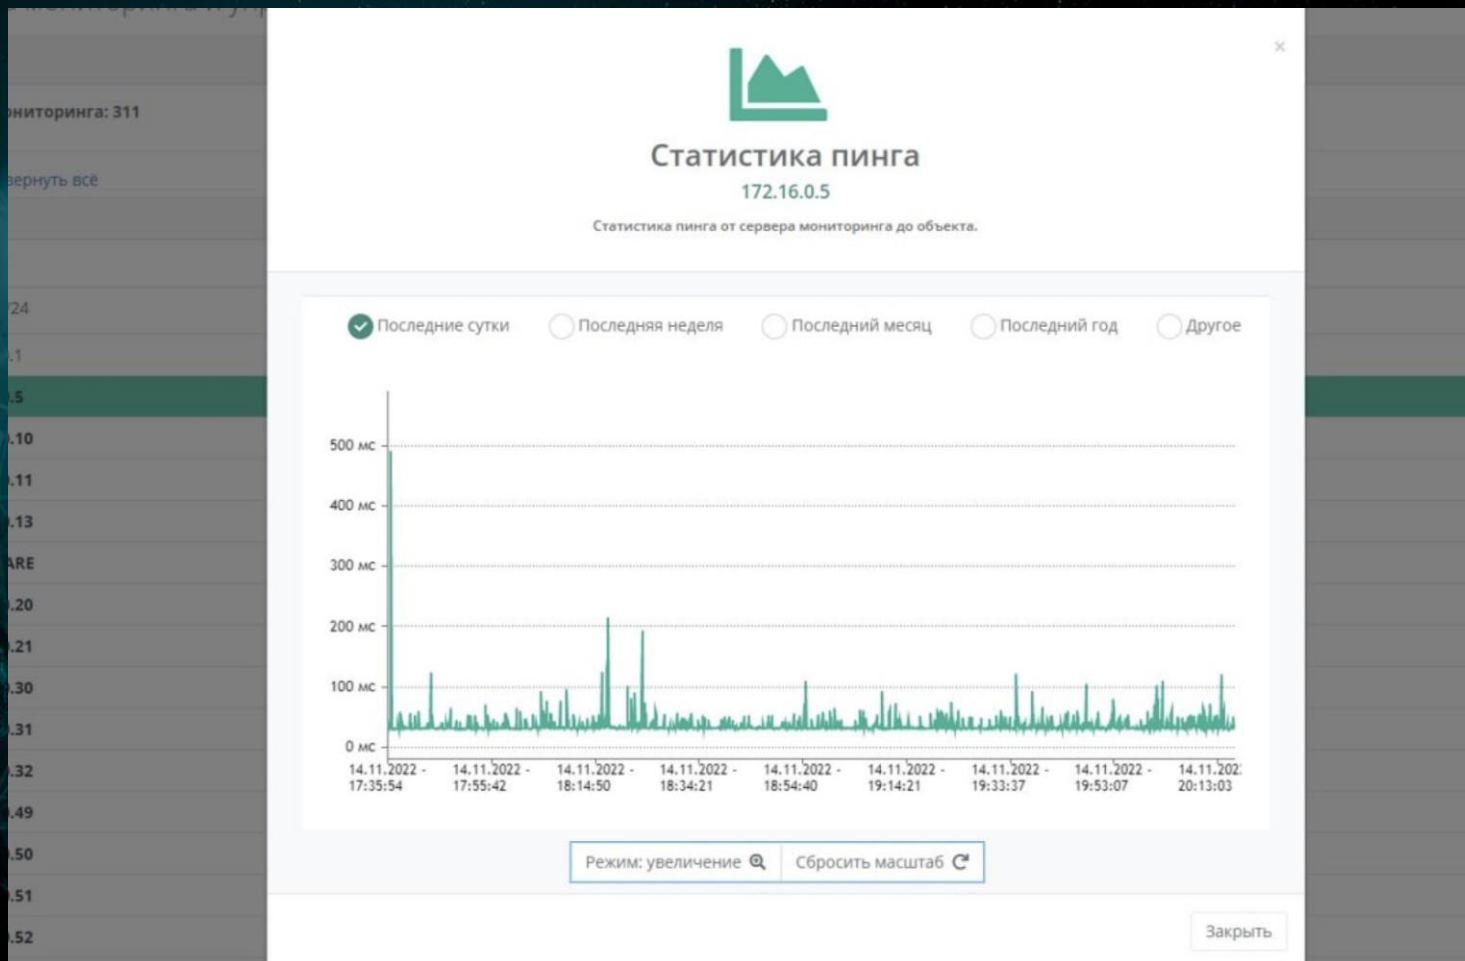 ониторинга: 311
вернуть всё
/24
.1
.5
.10
.11
.13
ARE
.20
.21
.30
.31
.32
.49
.50
.51
.52
×
Статистика пинга
172.16.0.5
Статистика пинга от сервера мониторинга до объекта.
Последние сутки Последняя неделя Последний месяц Последний год Другое
500 мс
400 мс
300 мс
200 мс
100 мс
0 мс
14.11.2022 - 14.11.2022 - 14.11.2022 - 14.11.2022 - 14.11.2022 - 14.11.2022 - 14.11.2022 - 14.11.2022 - 14.11.202
17:35:54 17:55:42 18:14:50 18:34:21 18:54:40 19:14:21 19:33:37 19:53:07 20:13:03
Режим: увеличение Сбросить масштаб
Закрыть